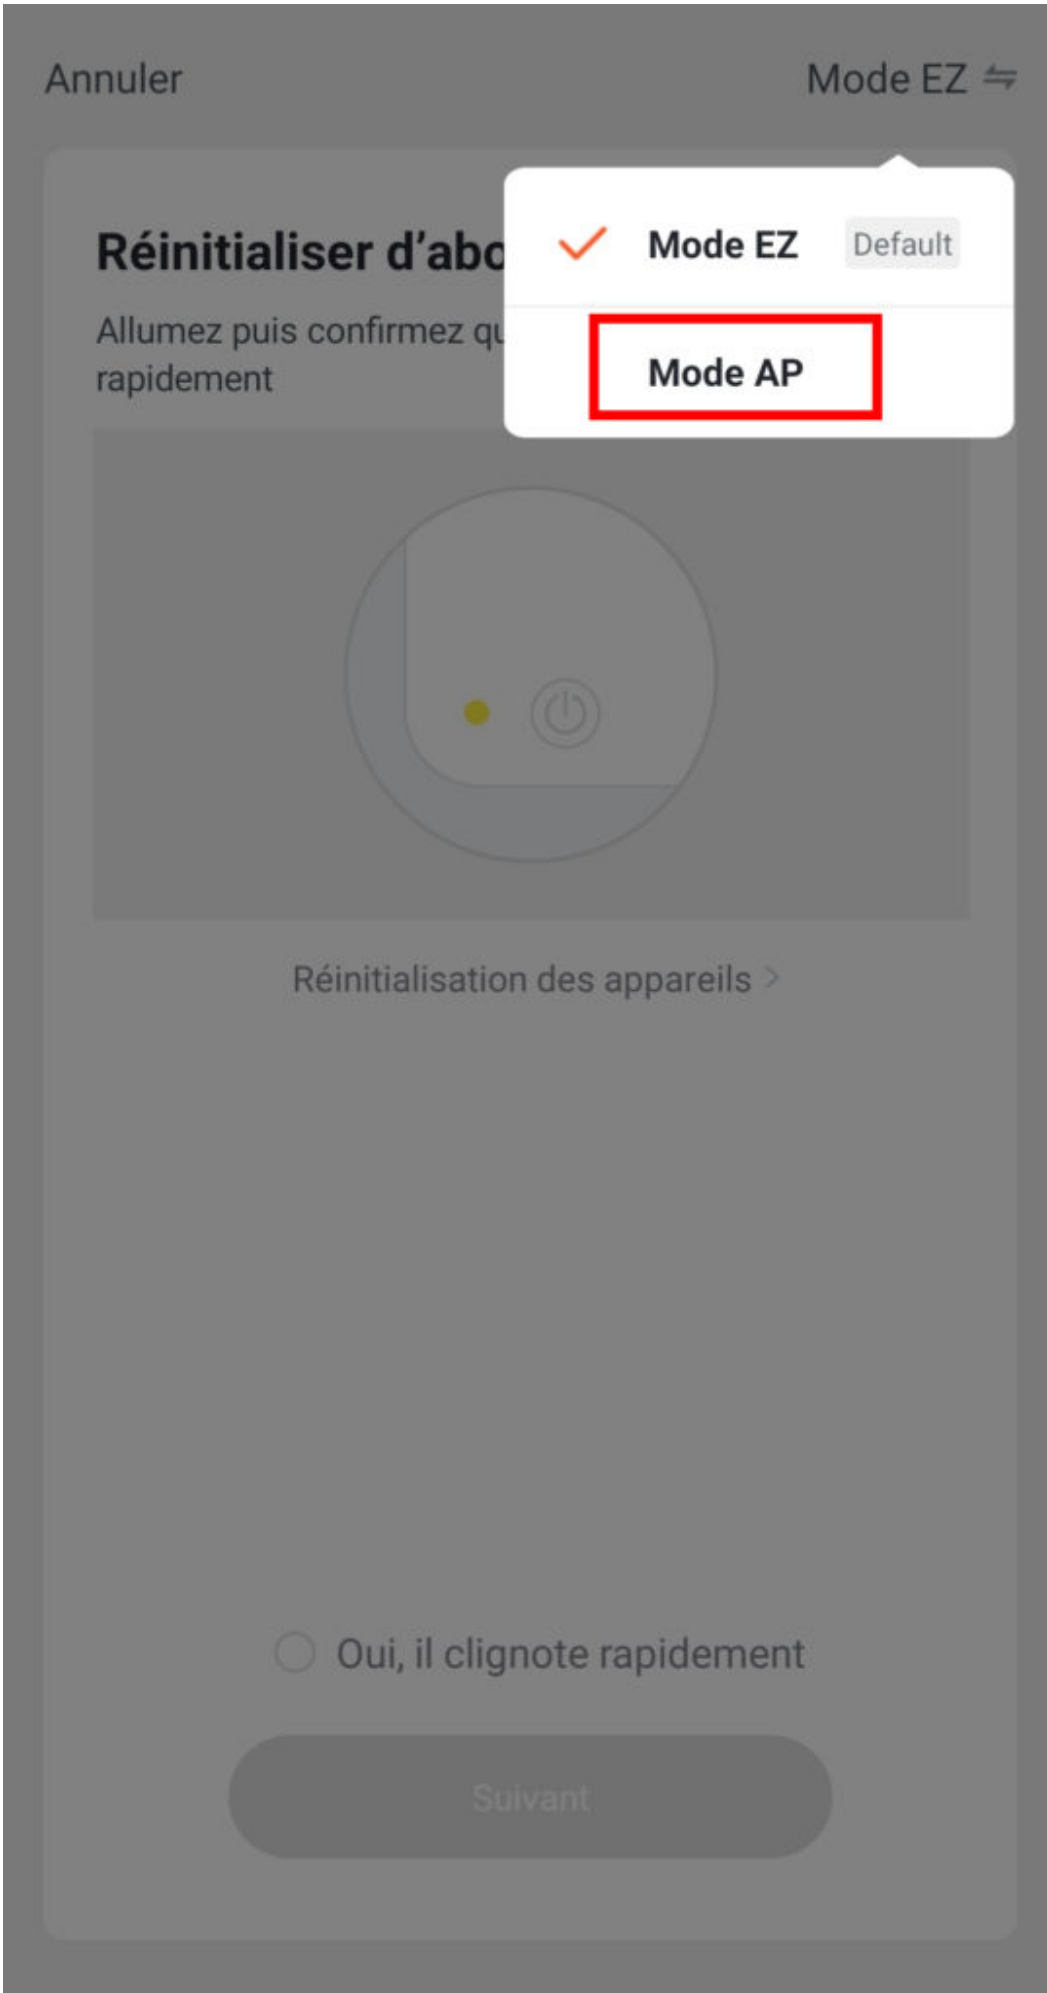 Annuler
Mode EZ
Réinitialiser d'abo
Mode EZ
Default
Allumez puis confirmez qu
rapidement
Mode AP
Réinitialisation des appareils
Oui, il clignote rapidement
Suivant